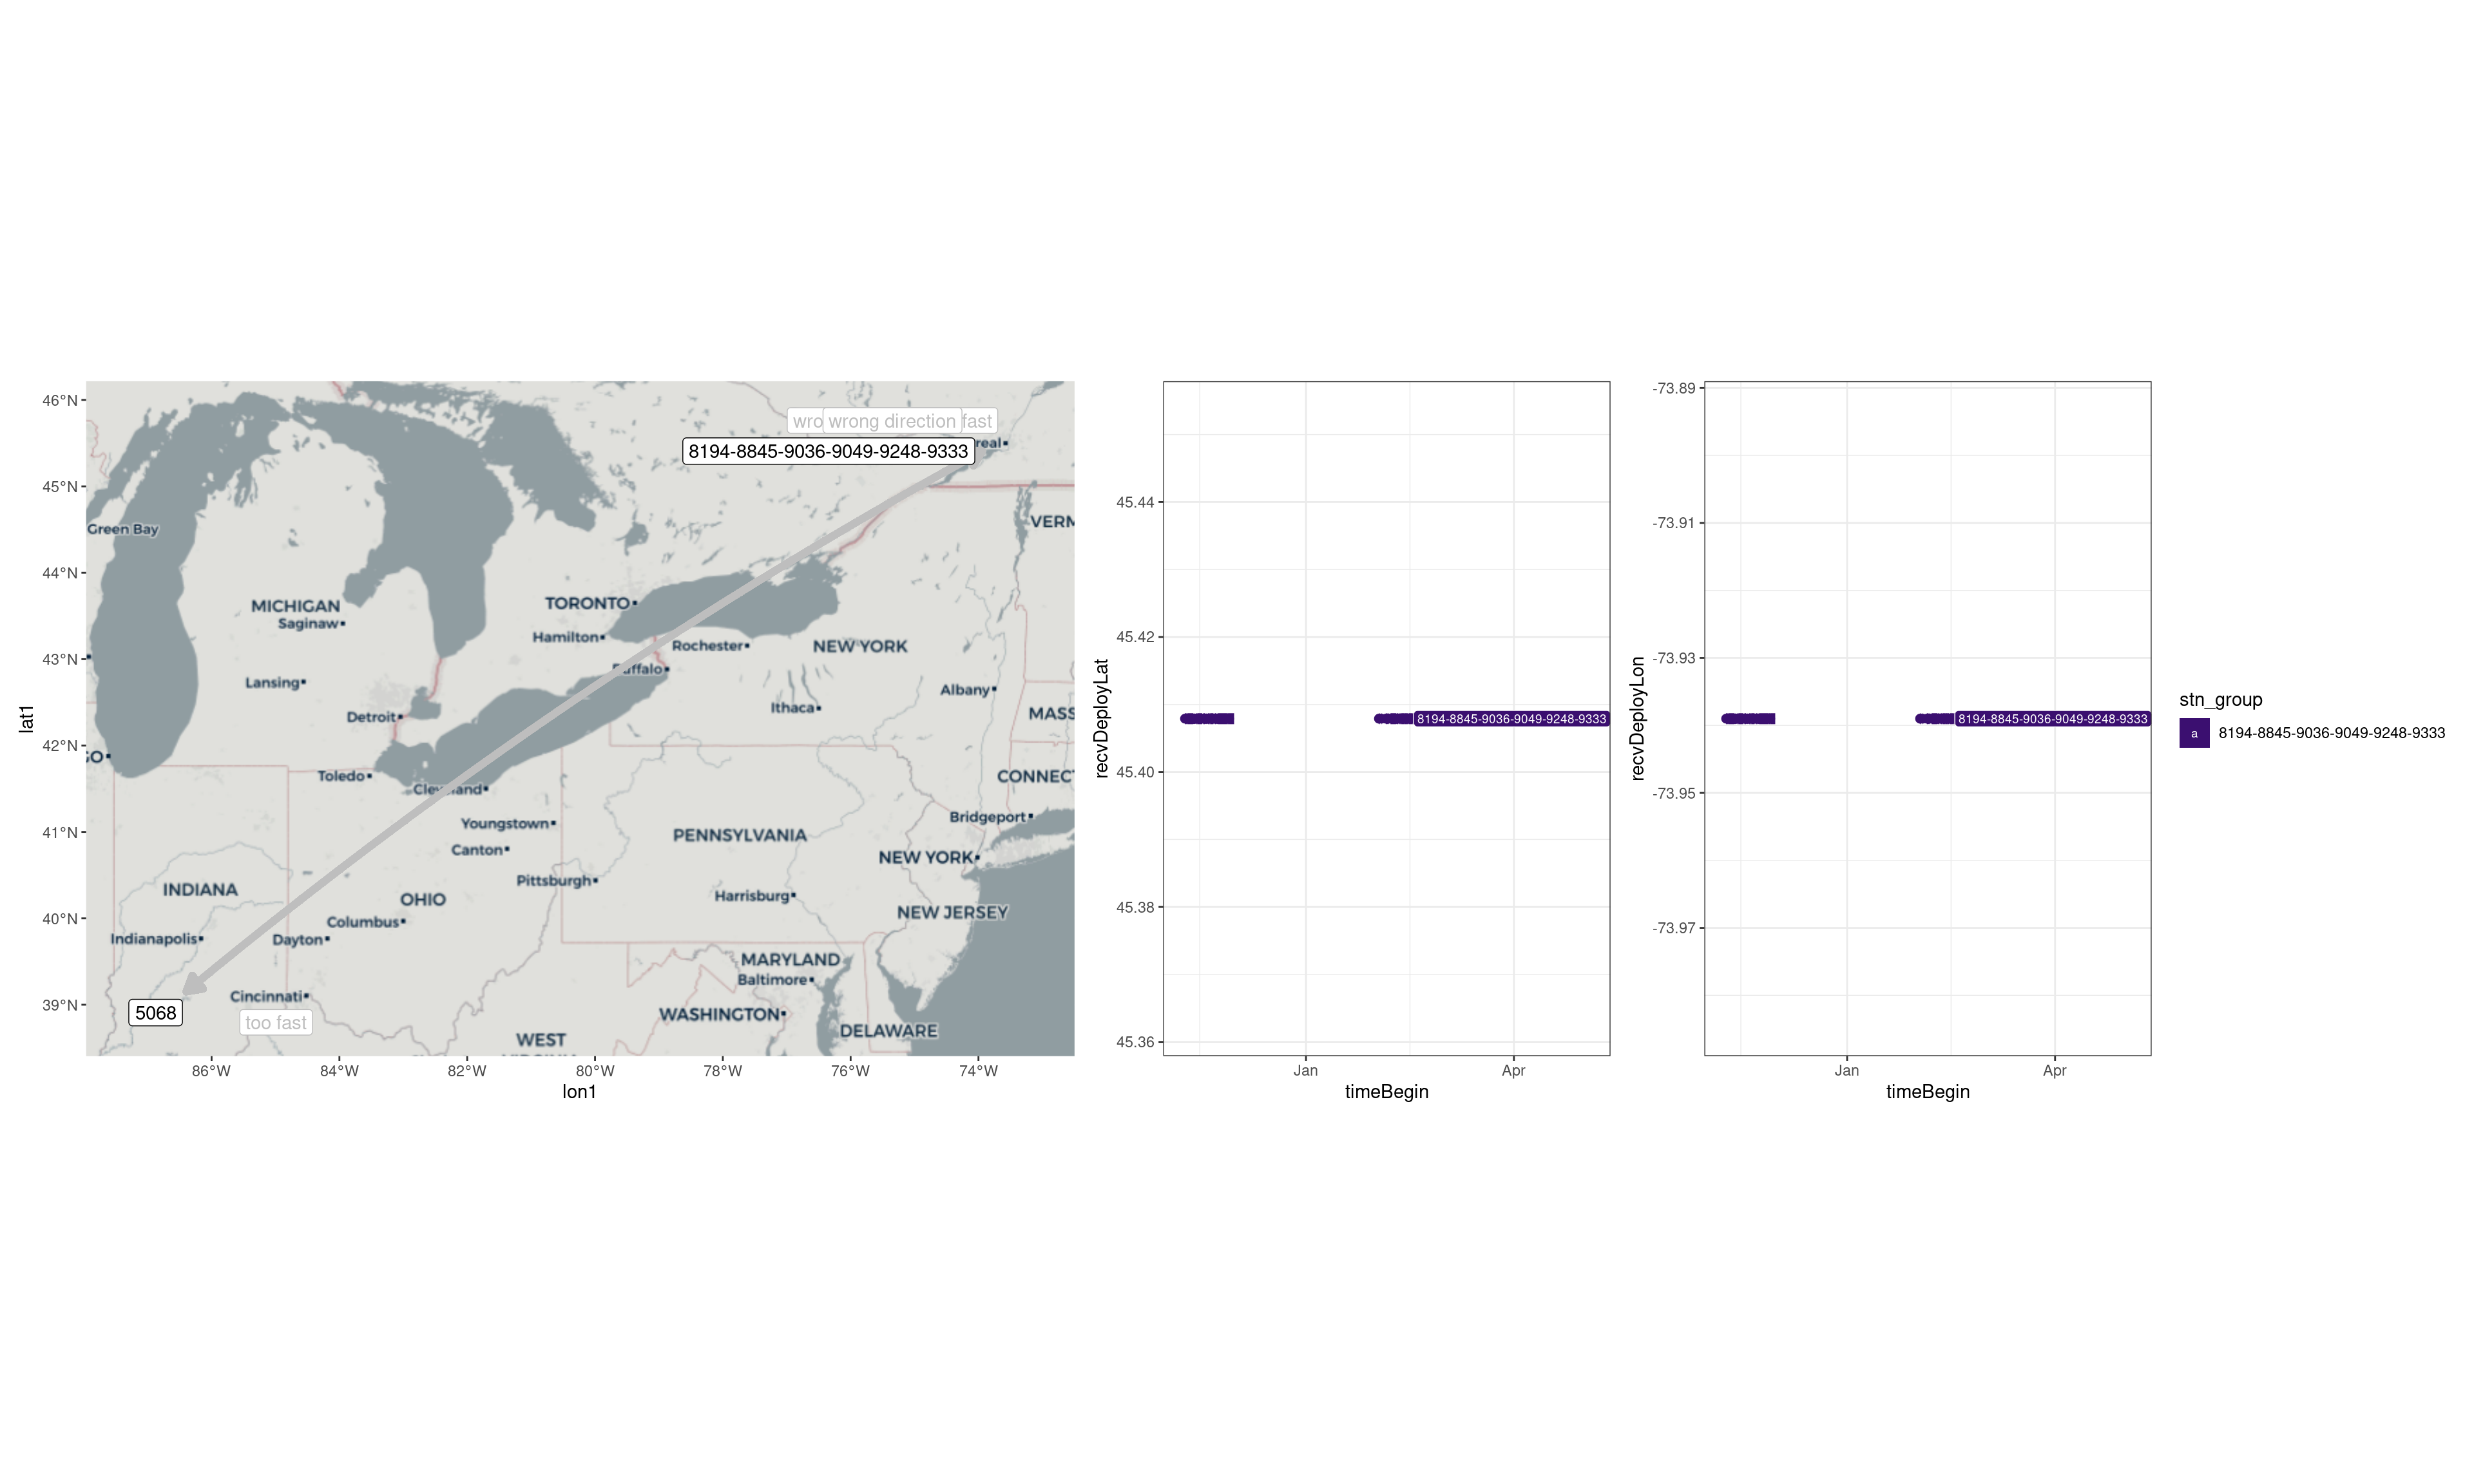 46°N
45°N
44°N
43°N
42°N
41°N
40°N
39°N
lat1
wro
wrong direction
fast
8194-8845-9036-9049-9248-9333
real
Green Bay
VERM
MICHIGAN
Saginaw
TORONTO
Hamilton
Rochester
NEW YORK
Buffalo
Lansing
Albany
Detroit
Ithaca
MASS
GO
Toledo
Cleveland
CONNECT
Youngstown
Bridgeport
PENNSYLVANIA
Canton
NEW YORK
INDIANA
Pittsburgh
OHIO
Harrisburg
Columbus
NEW JERSEY
Indianapolis
Dayton
MARYLAND
Baltimore
Cincinnati
5068
too fast
WASHINGTON
DELAWARE
WEST
86°W 84°W 82°W 80°W 78°W 76°W 74°W
lon1
45.44
45.42
45.40
45.38
45.36
recvDeployLat
8194-8845-9036-9049-9248-9333
Jan Apr
timeBegin
-73.89
-73.91
-73.93
-73.95
-73.97
recvDeployLon
8194-8845-9036-9049-9248-9333
Jan Apr
timeBegin
stn_group
a 8194-8845-9036-9049-9248-9333